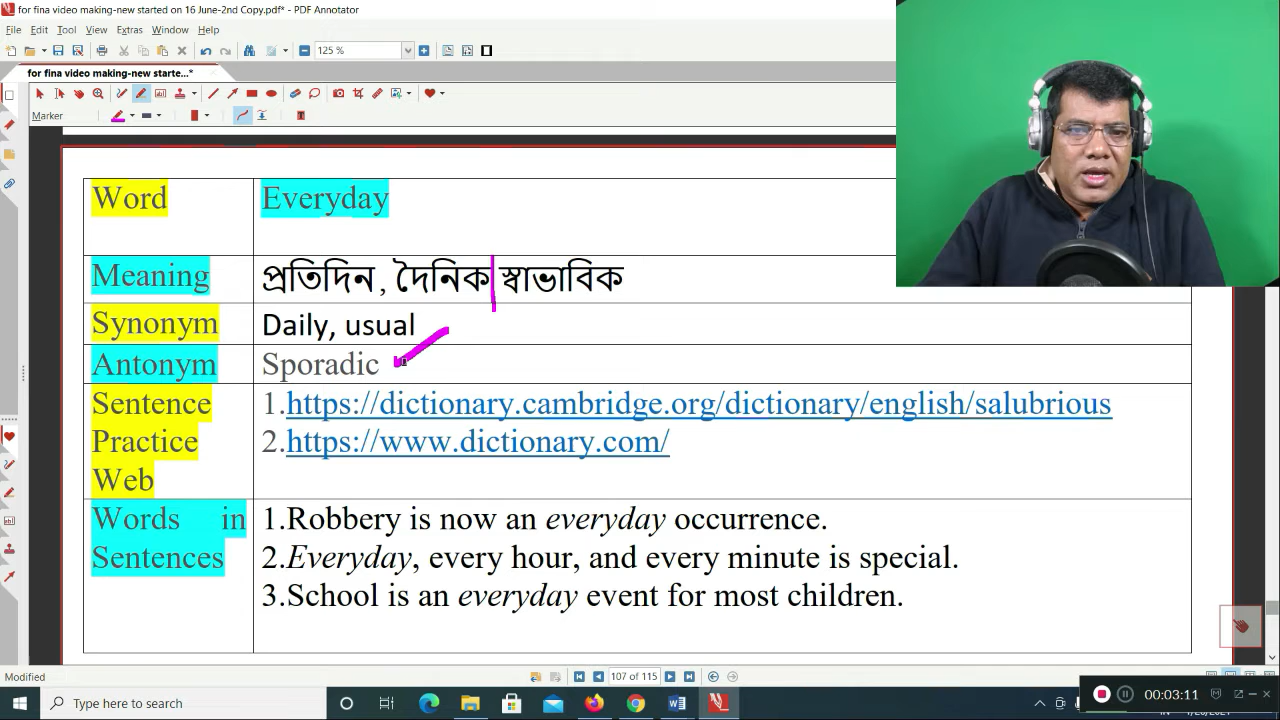 for fina video making-new started on 16 June-2nd Copy.pdf* - PDF Annotator
File Edit Tool View Extras Window Help
125 %
for fina video making-new starte...*
Marker
Word Everyday
Meaning প্রতিদিন, দৈনিক স্বাভাবিক
Synonym Daily, usual
Antonym Sporadic
Sentence 1.https://dictionary.cambridge.org/dictionary/english/salubrious
Practice 2.https://www.dictionary.com/
Web
Words in 1.Robbery is now an everyday occurrence.
Sentences 2.Everyday, every hour, and every minute is special.
3.School is an everyday event for most children.
Modified 107 of 115
Type here to search
00:03:11